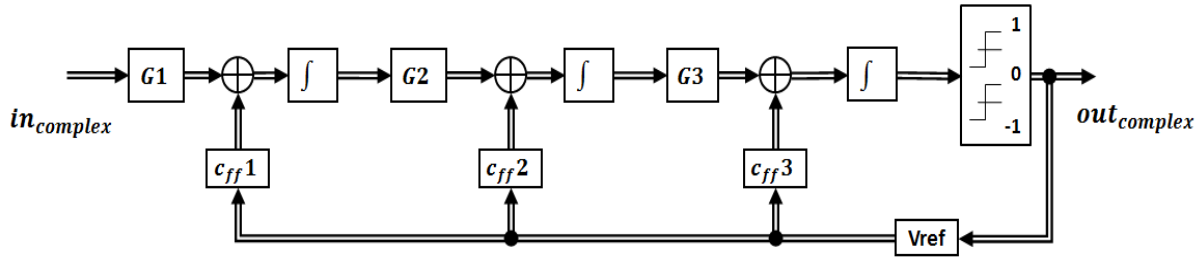 G1
∫
G2
∫
G3
∫
1
0
-1
in_complex
out_complex
c_ff1
c_ff2
c_ff3
Vref